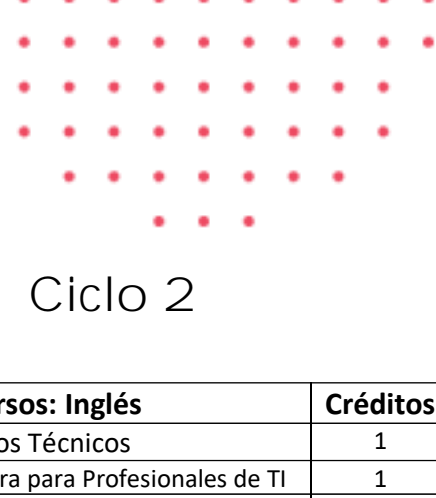 Ciclo 2
rsos: Inglés Créditos
os Técnicos 1
ra para Profesionales de TI 1